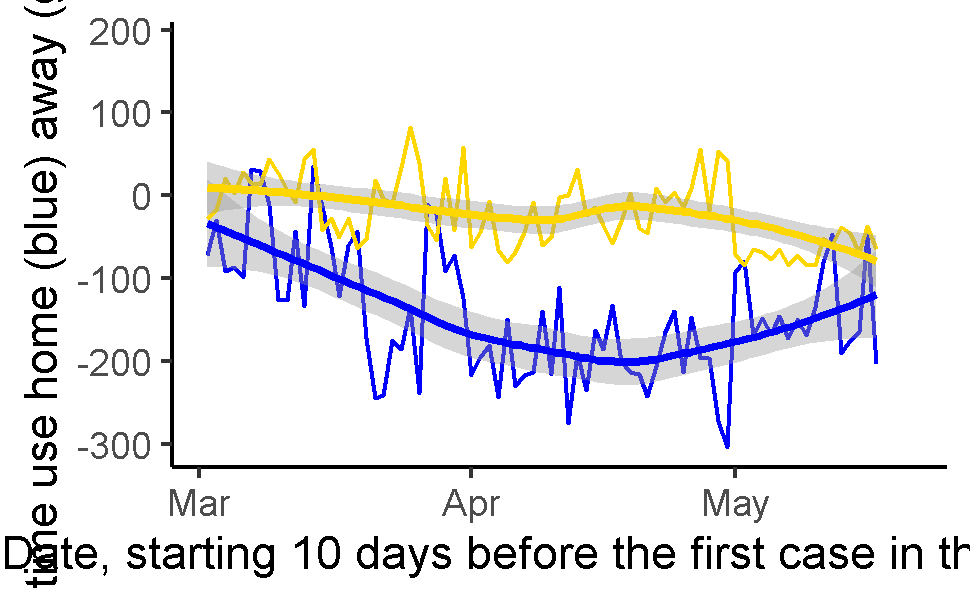 time use home (blue) away (
200
100
0
-100
-200
-300
Mar Apr May
Date, starting 10 days before the first case in th